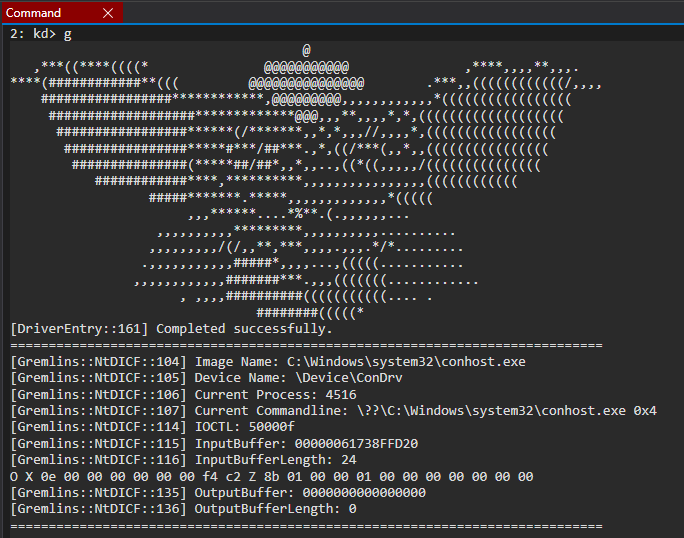 Command
2: kd> g
@
,***((****((((* @@@@@@@@@@@ ,****,,,,**,,,.
****(############**((( @@@@@@@@@@@@@@@ .***,,(((((((((((((/,,,,
#################************,@@@@@@@@@,,,,,,,,,,,,*(((((((((((((((((
###################*************@@@,,,**,,,,*,*,(((((((((((((((((((
#################******(/*******,,*,*,,,//,,,,*,(((((((((((((((((
################*****#***/##***.,*,((/***(,,*,,((((((((((((((((
###############(*****##/##*,,*,,..,((*((,,,,,/(((((((((((((((
############****,**********,,,,,,,,,,,,,,,,((((((((((((
#####*******.*****,,,,,,,,,,,,,*(((((
,,,******....*%**.(.,,,,,,...
,,,,,,,,,,*********,,,,,,,,,,..........
,,,,,,,,,/(/,,**,***,,,,.,,,.*/*.........
.,,,,,,,,,,,#####*,,,,...,(((((...........
,,,,,,,,,,,,#######***.,,,(((((((............
, ,,,,##########(((((((((((.... .
########(((((*
[DriverEntry::161] Completed successfully.
=============================================================================
[Gremlins::NtDICF::104] Image Name: C:\Windows\system32\conhost.exe
[Gremlins::NtDICF::105] Device Name: \Device\ConDrv
[Gremlins::NtDICF::106] Current Process: 4516
[Gremlins::NtDICF::107] Current Commandline: \??\C:\Windows\system32\conhost.exe 0x4
[Gremlins::NtDICF::114] IOCTL: 50000f
[Gremlins::NtDICF::115] InputBuffer: 00000061738FFD20
[Gremlins::NtDICF::116] InputBufferLength: 24
O X 0e 00 00 00 00 00 f4 c2 Z 8b 01 00 00 01 00 00 00 00 00 00 00
[Gremlins::NtDICF::135] OutputBuffer: 0000000000000000
[Gremlins::NtDICF::136] OutputBufferLength: 0
=============================================================================